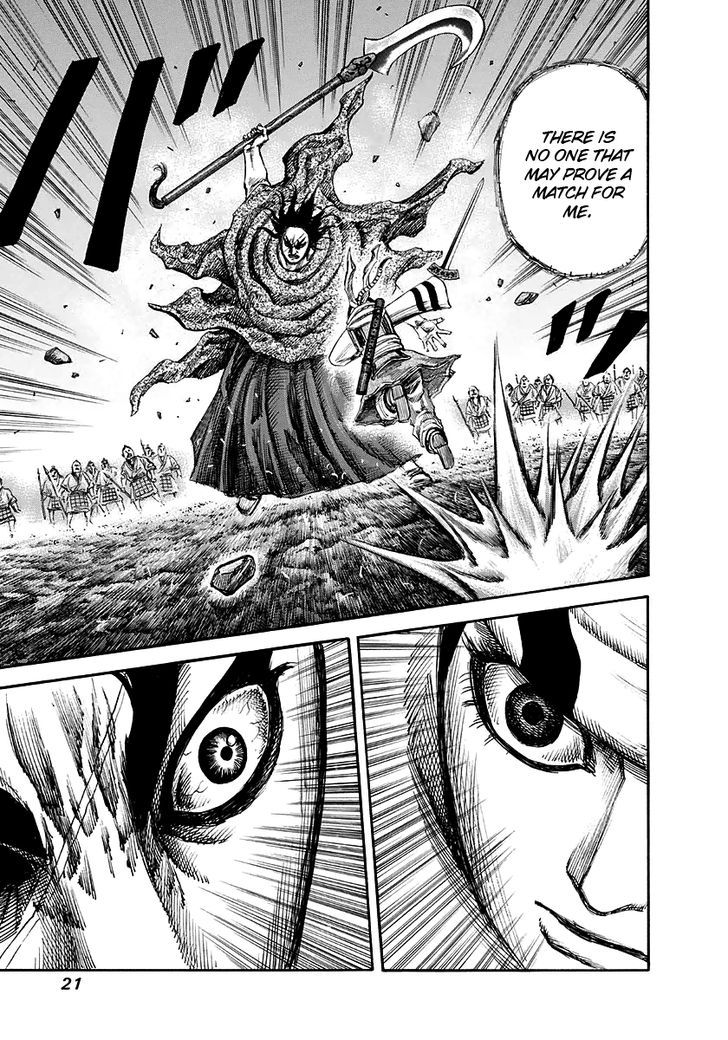 THERE IS
NO ONE THAT
MAY PROVE A
MATCH FOR
ME.
21